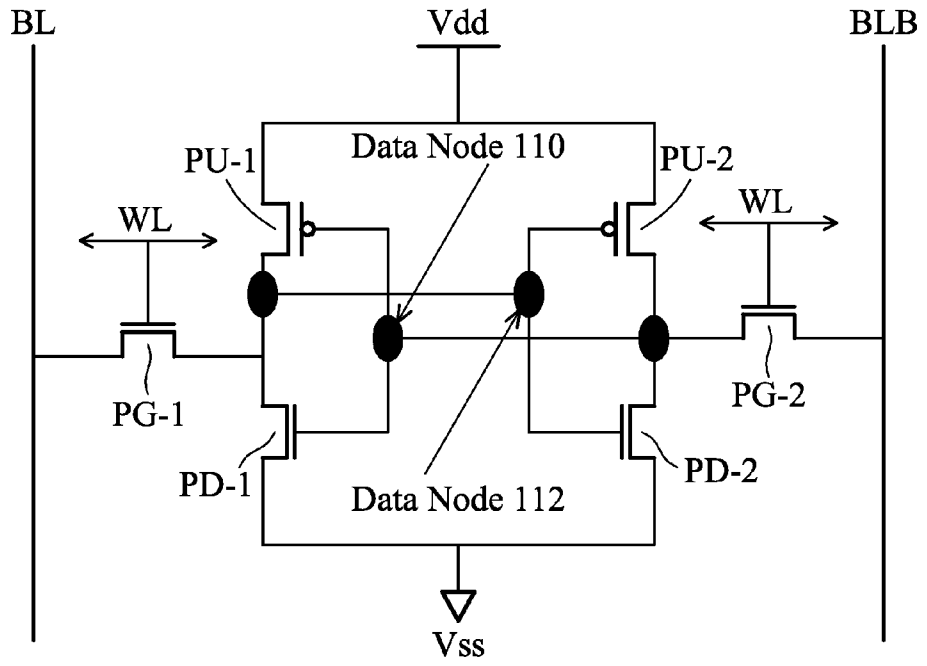 BL
Vdd
BLB
Data Node 110
PU-1
PU-2
WL
WL
PG-1
PG-2
PD-1
PD-2
Data Node 112
Vss